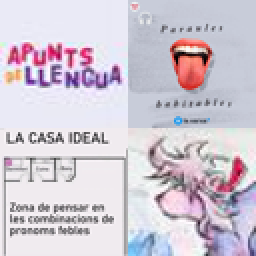 APUNTS
DE LLENGUA
Paraules
habitables
LA CASA IDEAL
Zona de pensar en
les combinacions de
pronoms febles